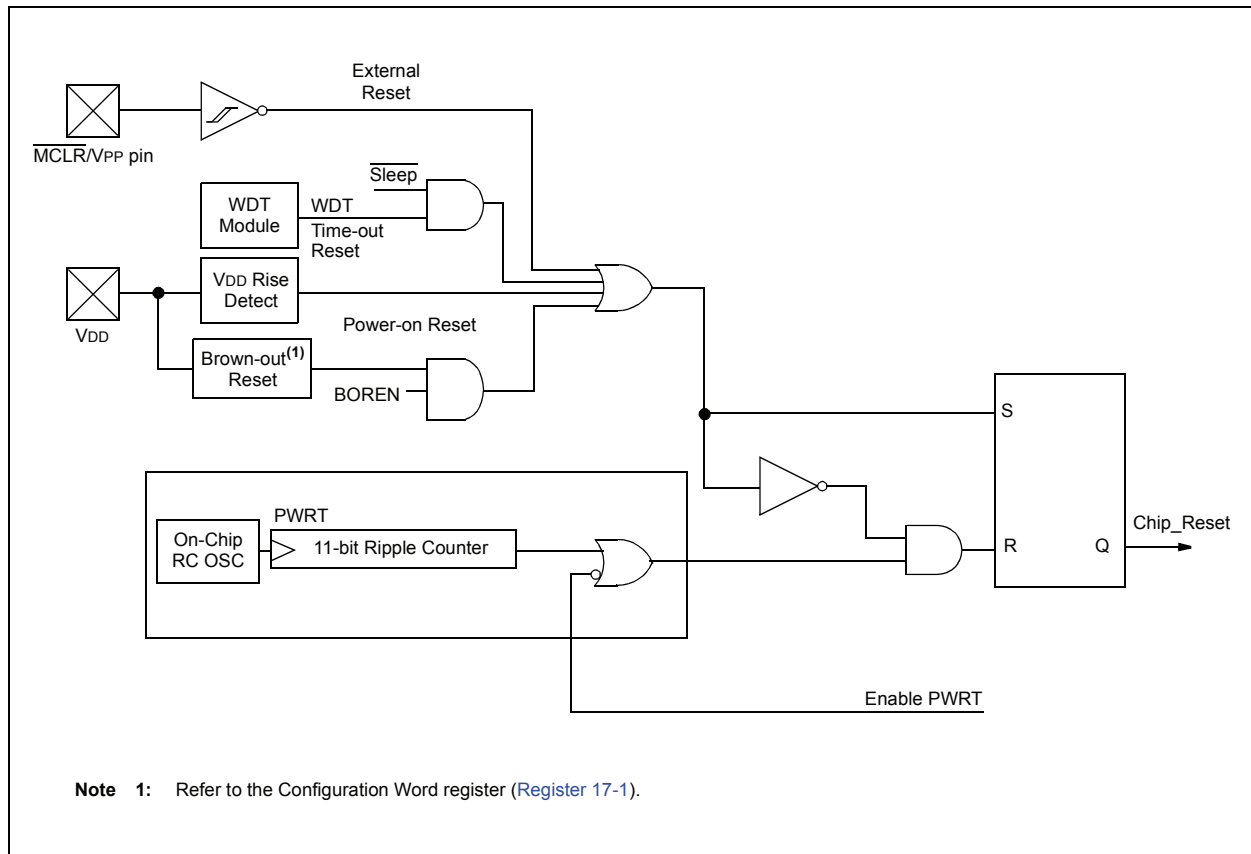 External
Reset
MCLR/VPP pin
Sleep
WDT
Module
WDT
Time-out
Reset
VDD
VDD Rise
Detect
Power-on Reset
Brown-out(1)
Reset
BOREN
S
R
Q
Chip_Reset
PWRT
On-Chip
RC OSC
11-bit Ripple Counter
Enable PWRT
Note 1: Refer to the Configuration Word register (Register 17-1).